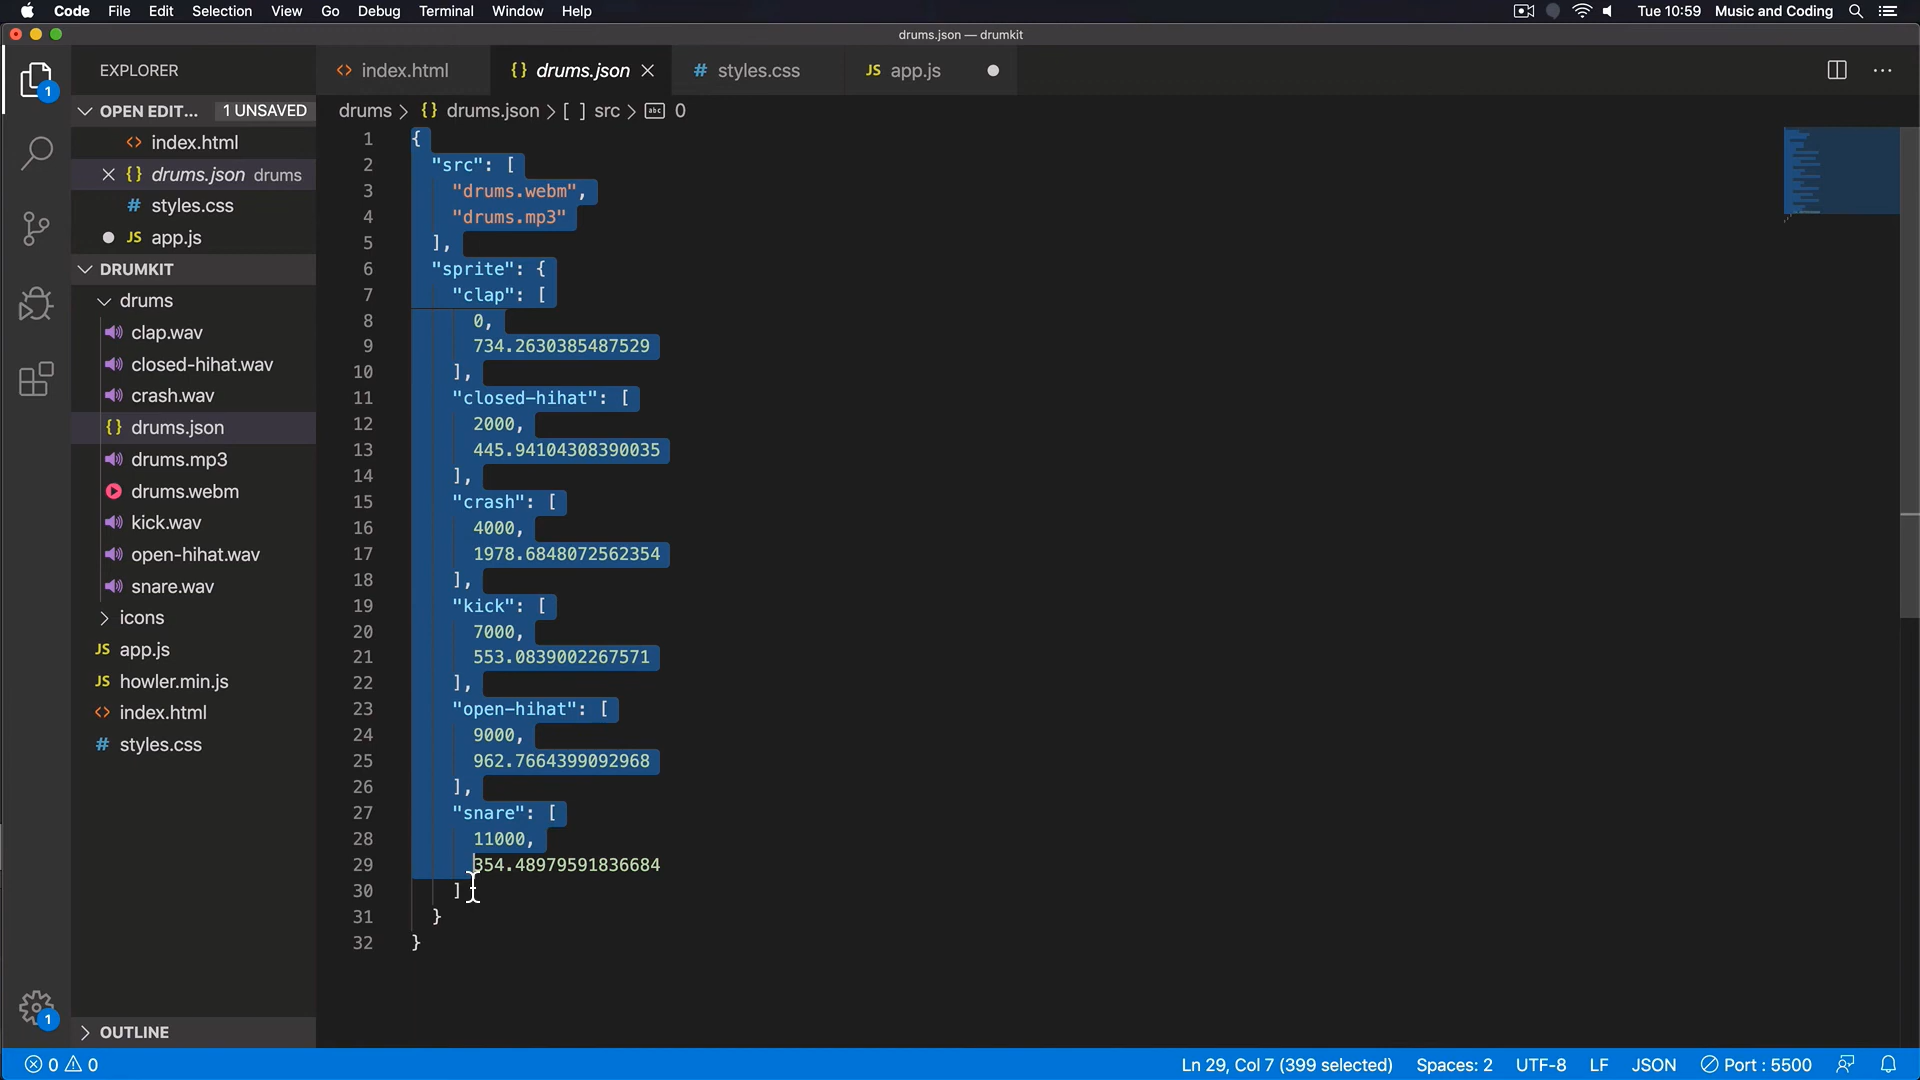 Code File Edit Selection View Go Debug Terminal Window Help Tue 10:59 Music and Coding
drums.json — drumkit
EXPLORER
OPEN EDIT... 1 UNSAVED
index.html
drums.json drums
styles.css
app.js
DRUMKIT
drums
clap.wav
closed-hihat.wav
crash.wav
drums.json
drums.mp3
drums.webm
kick.wav
open-hihat.wav
snare.wav
icons
app.js
howler.min.js
index.html
styles.css
OUTLINE
1
1
index.html {} drums.json # styles.css JS app.js
drums > {} drums.json > [ ] src > abc 0
1 {
2 "src": [
3 "drums.webm",
4 "drums.mp3"
5 ],
6 "sprite": {
7 "clap": [
8 0,
9 734.2630385487529
10 ],
11 "closed-hihat": [
12 2000,
13 445.94104308390035
14 ],
15 "crash": [
16 4000,
17 1978.6848072562354
18 ],
19 "kick": [
20 7000,
21 553.0839002267571
22 ],
23 "open-hihat": [
24 9000,
25 962.7664399092968
26 ],
27 "snare": [
28 11000,
29 354.48979591836684
30 ]
31 }
32 }
0 0 Ln 29, Col 7 (399 selected) Spaces: 2 UTF-8 LF JSON Port : 5500